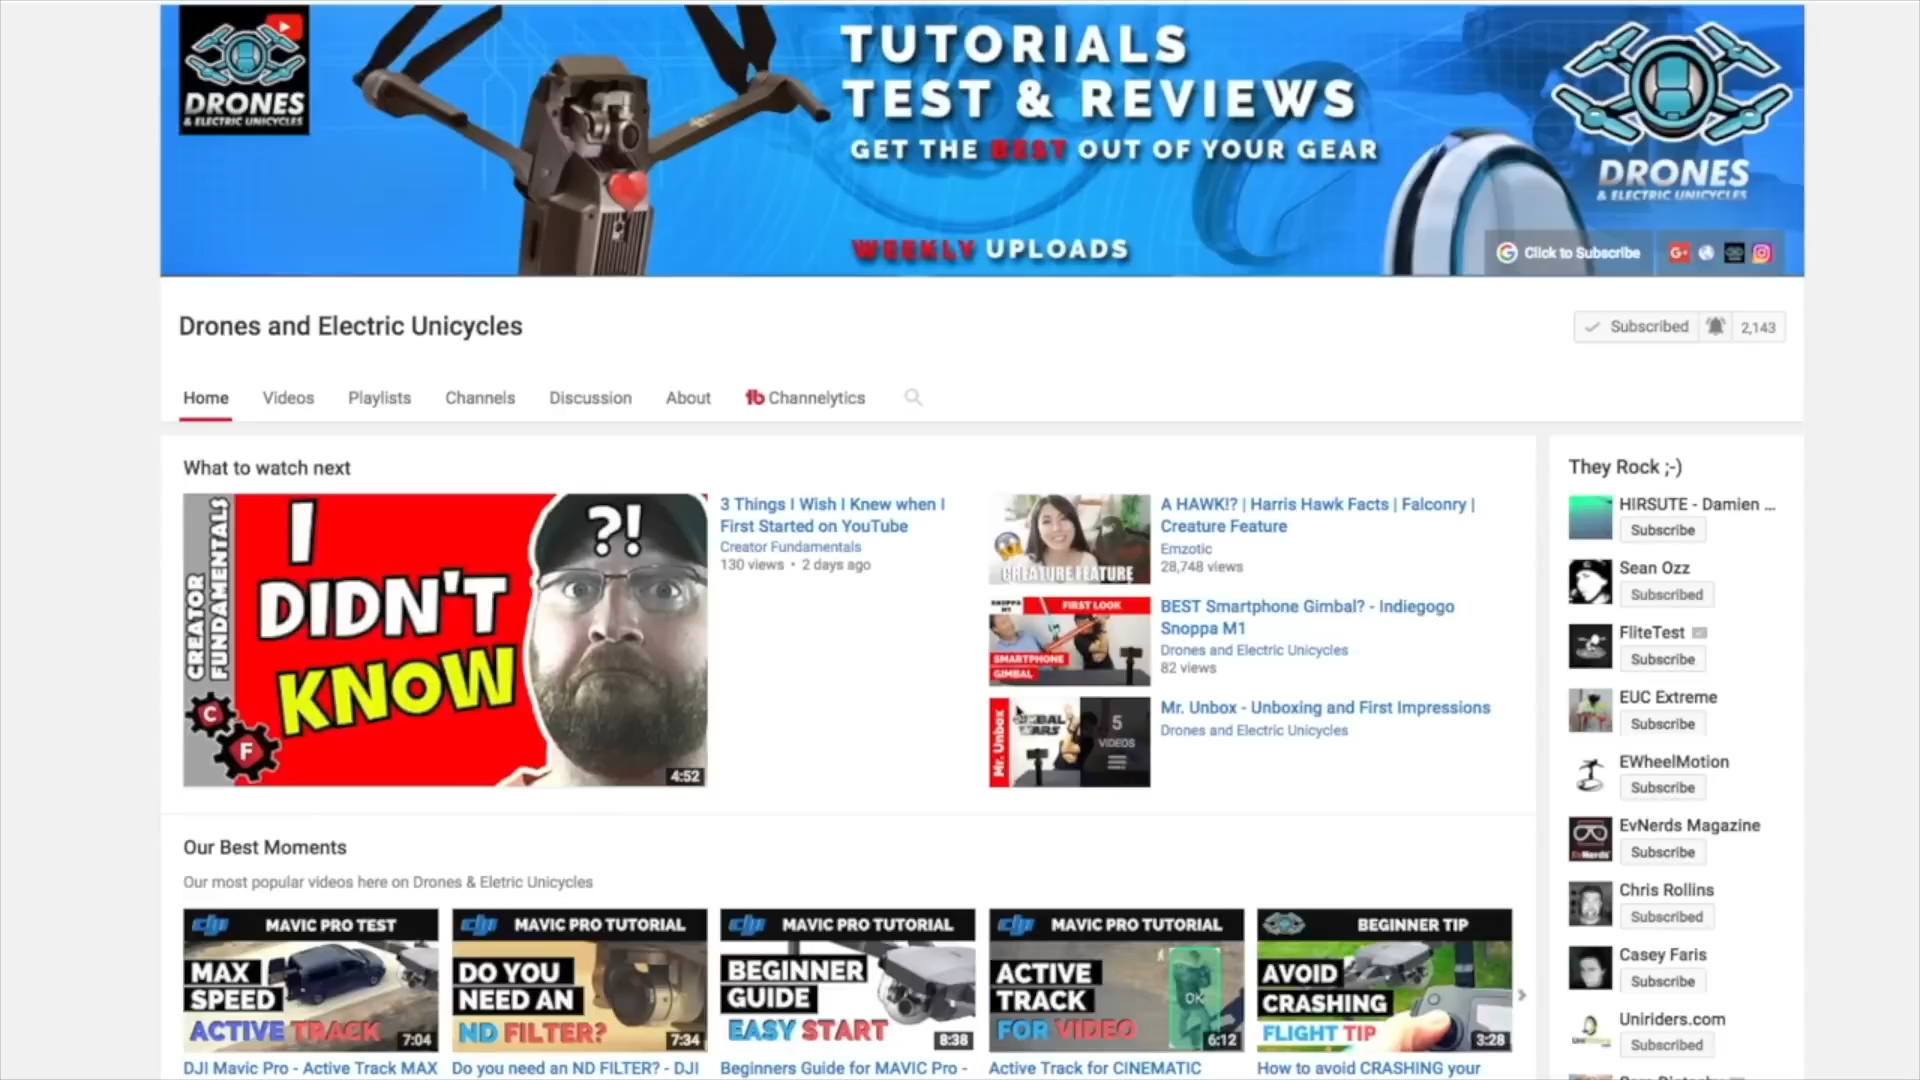 DRONES
& ELECTRIC UNICYCLES
TUTORIALS
TEST & REVIEWS
GET THE BEST OUT OF YOUR GEAR
WEEKLY UPLOADS
DRONES
& ELECTRIC UNICYCLES
Click to Subscribe
G+
Drones and Electric Unicycles
Subscribed
2,143
Home
Videos
Playlists
Channels
Discussion
About
tb Channelytics
What to watch next
CREATOR
FUNDAMENTALS
C
F
I
DIDN'T
KNOW
?!
4:52
3 Things I Wish I Knew when I
First Started on YouTube
Creator Fundamentals
130 views • 2 days ago
CREATURE FEATURE
A HAWK!? | Harris Hawk Facts | Falconry |
Creature Feature
Emzotic
28,748 views
SNOPPA
M1
FIRST LOOK
SMARTPHONE
GIMBAL
BEST Smartphone Gimbal? - Indiegogo
Snoppa M1
Drones and Electric Unicycles
82 views
Mr. Unbox
GIMBAL
WARS
5
VIDEOS
Mr. Unbox - Unboxing and First Impressions
Drones and Electric Unicycles
Our Best Moments
Our most popular videos here on Drones & Eletric Unicycles
dji MAVIC PRO TEST
MAX
SPEED
ACTIVE TRACK
7:04
DJI Mavic Pro - Active Track MAX
dji MAVIC PRO TUTORIAL
DO YOU
NEED AN
ND FILTER?
7:34
Do you need an ND FILTER? - DJI
dji MAVIC PRO TUTORIAL
BEGINNER
GUIDE
EASY START
8:38
Beginners Guide for MAVIC Pro -
dji MAVIC PRO TUTORIAL
ACTIVE
TRACK
FOR VIDEO
OK
6:12
Active Track for CINEMATIC
BEGINNER TIP
AVOID
CRASHING
FLIGHT TIP
3:28
How to avoid CRASHING your
They Rock ;-)
HIRSUTE - Damien ...
Subscribe
Sean Ozz
Subscribed
FliteTest
Subscribe
EUC Extreme
Subscribe
EWheelMotion
Subscribe
EvNerds
EvNerds Magazine
Subscribe
Chris Rollins
Subscribed
Casey Faris
Subscribe
Uniriders.com
Subscribed